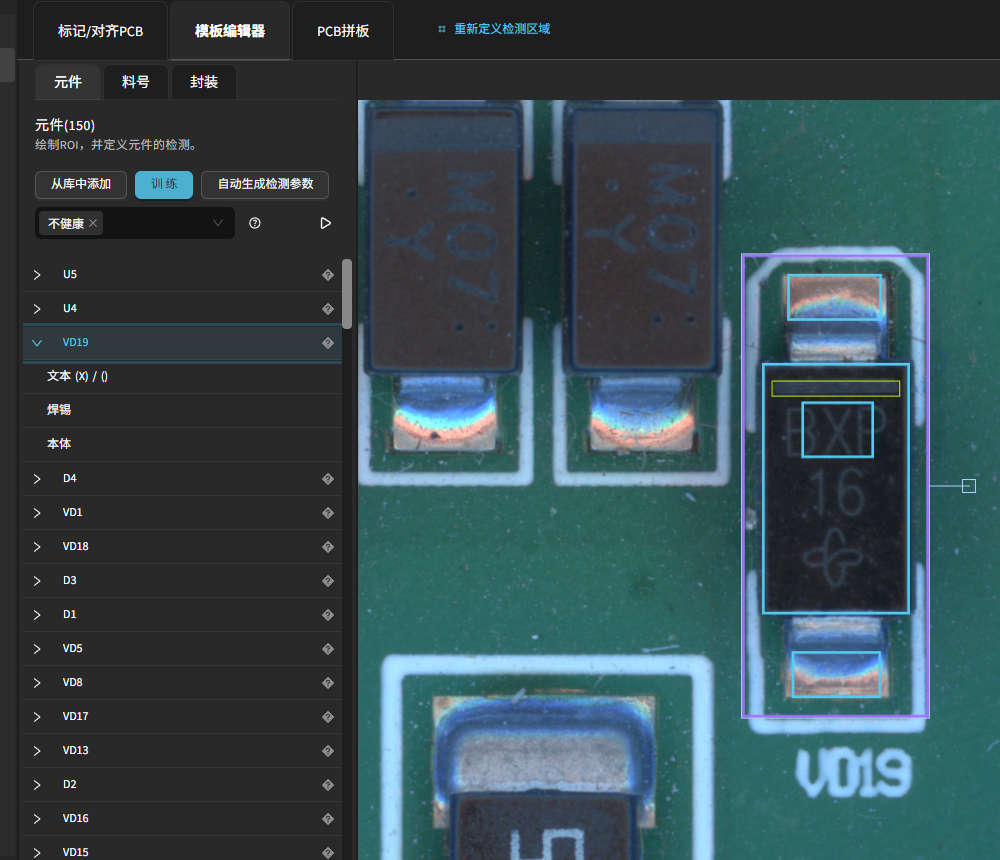 标记/对齐PCB
模板编辑器
PCB拼板
重新定义检测区域
元件
料号
封装
元件(150)
绘制ROI，并定义元件的检测。
从库中添加
训 练
自动生成检测参数
不健康
U5
U4
VD19
文本 (X) / ()
焊锡
本体
D4
VD1
VD18
D3
D1
VD5
VD8
VD17
VD13
D2
VD16
VD15
M07
Y
M07
Y
BXP
16
VD19
5